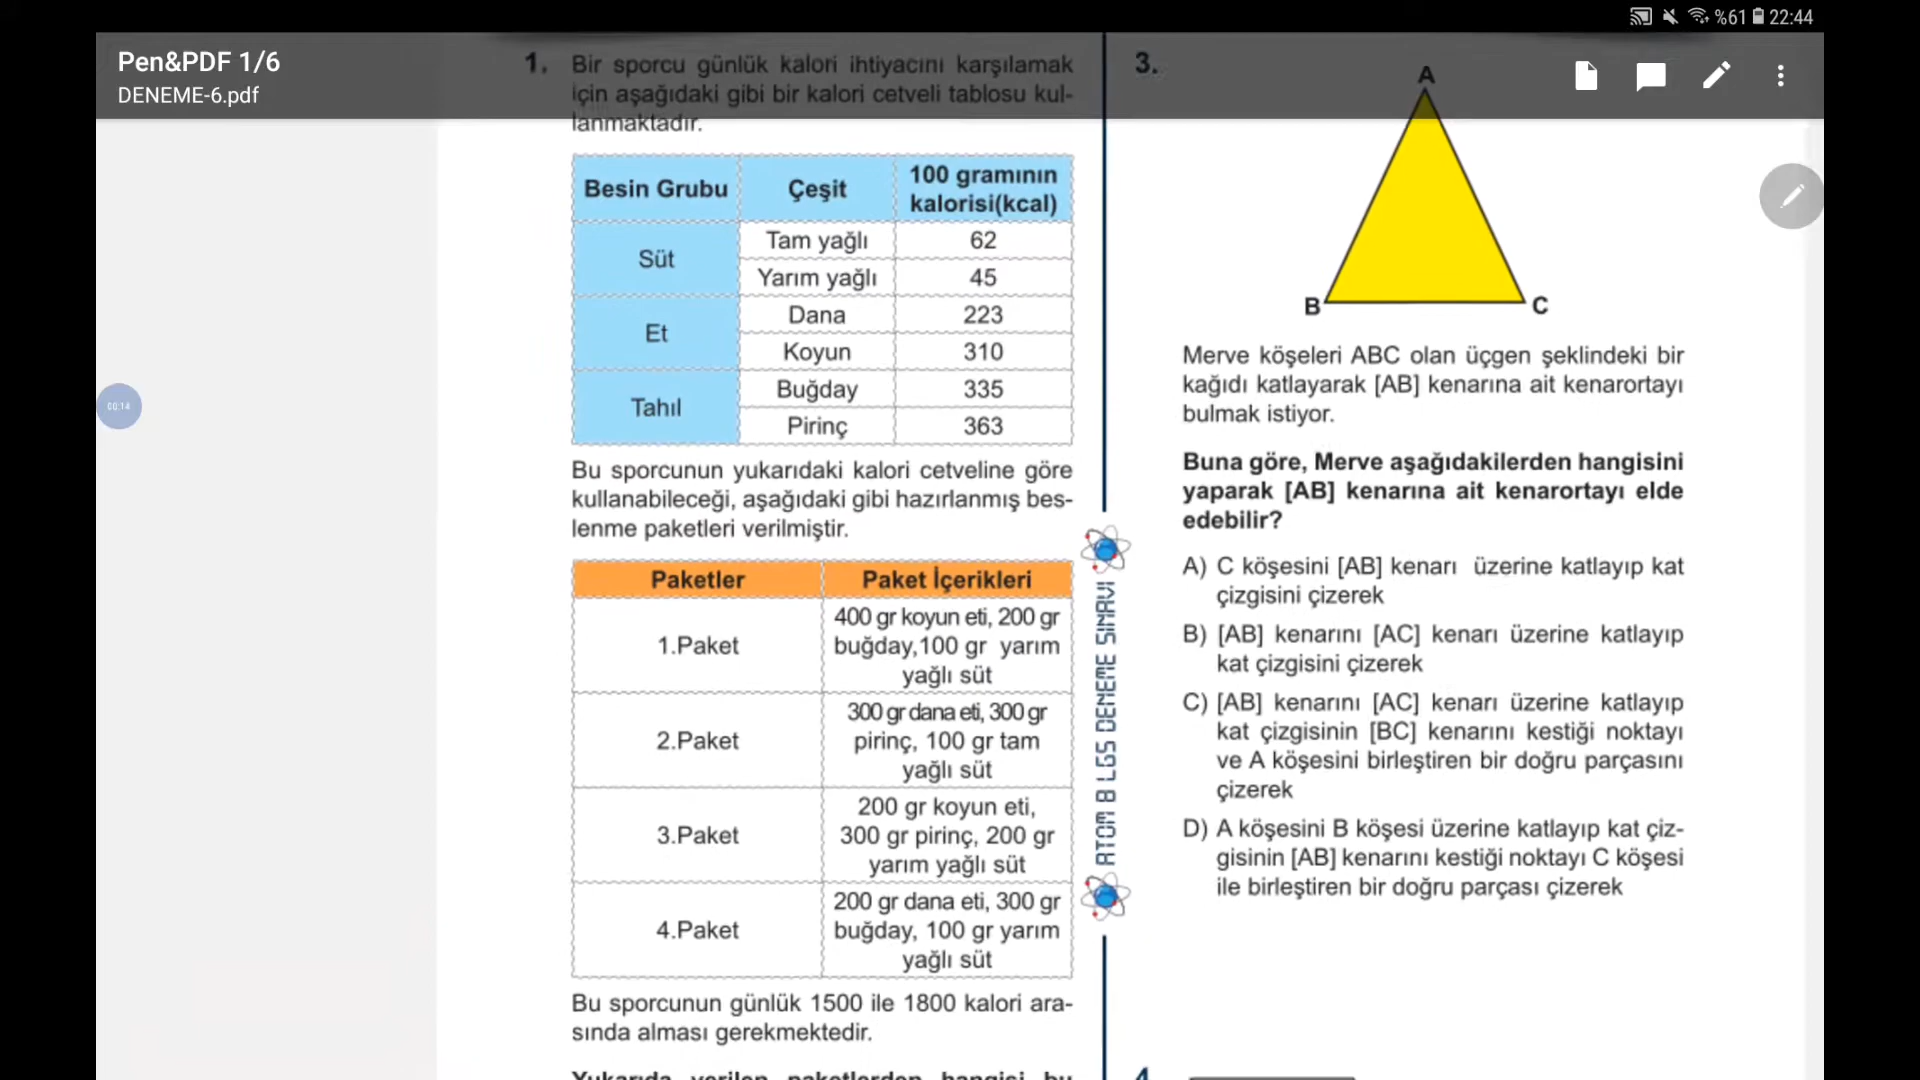 %61 22:44
Pen&PDF 1/6
DENEME-6.pdf
1. Bir sporcu günlük kalori ihtiyacını karşılamak
için aşağıdaki gibi bir kalori cetveli tablosu kul-
lanmaktadır.
Besin Grubu Çeşit 100 gramının
kalorisi(kcal)
Süt Tam yağlı 62
Yarım yağlı 45
Et Dana 223
Koyun 310
Tahıl Buğday 335
Pirinç 363
Bu sporcunun yukarıdaki kalori cetveline göre
kullanabileceği, aşağıdaki gibi hazırlanmış bes-
lenme paketleri verilmiştir.
Paketler Paket İçerikleri
1.Paket 400 gr koyun eti, 200 gr
buğday,100 gr yarım
yağlı süt
2.Paket 300 gr dana eti, 300 gr
pirinç, 100 gr tam
yağlı süt
3.Paket 200 gr koyun eti,
300 gr pirinç, 200 gr
yarım yağlı süt
4.Paket 200 gr dana eti, 300 gr
buğday, 100 gr yarım
yağlı süt
Bu sporcunun günlük 1500 ile 1800 kalori ara-
sında alması gerekmektedir.
Yukarıda verilen paketlerden hangisi bu
00:14
ATOM 8 LGS DENEME SINAVI
3.
A
B
C
Merve köşeleri ABC olan üçgen şeklindeki bir
kağıdı katlayarak [AB] kenarına ait kenarortayı
bulmak istiyor.
Buna göre, Merve aşağıdakilerden hangisini
yaparak [AB] kenarına ait kenarortayı elde
edebilir?
A) C köşesini [AB] kenarı üzerine katlayıp kat
çizgisini çizerek
B) [AB] kenarını [AC] kenarı üzerine katlayıp
kat çizgisini çizerek
C) [AB] kenarını [AC] kenarı üzerine katlayıp
kat çizgisinin [BC] kenarını kestiği noktayı
ve A köşesini birleştiren bir doğru parçasını
çizerek
D) A köşesini B köşesi üzerine katlayıp kat çiz-
gisinin [AB] kenarını kestiği noktayı C köşesi
ile birleştiren bir doğru parçası çizerek
4